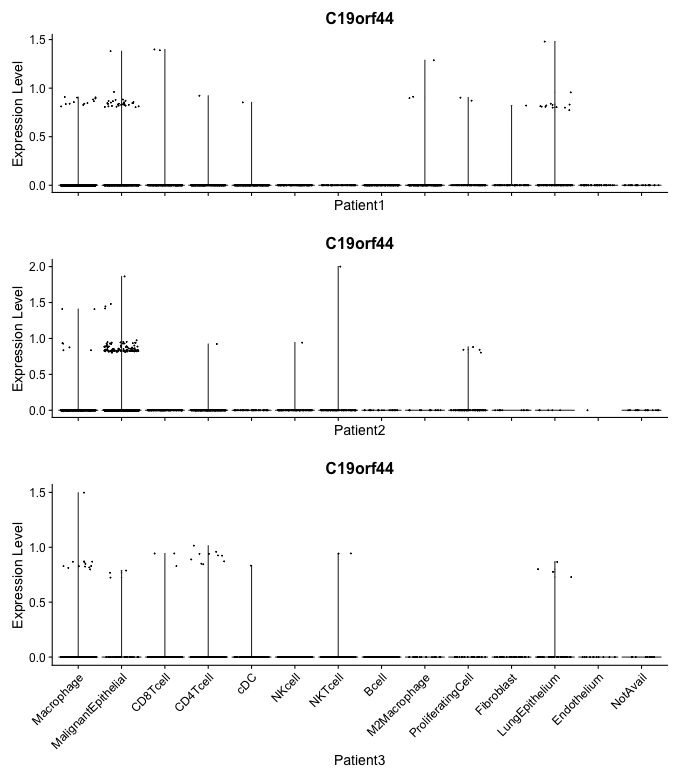 C19orf44
Expression Level
1.5
1.0
0.5
0.0
Patient1
C19orf44
Expression Level
2.0
1.5
1.0
0.5
0.0
Patient2
C19orf44
Expression Level
1.5
1.0
0.5
0.0
Macrophage
MalignantEpithelial
CD8Tcell
CD4Tcell
cDC
NKcell
NKTcell
Bcell
M2Macrophage
ProliferatingCell
Fibroblast
LungEpithelium
Endothelium
NotAvail
Patient3